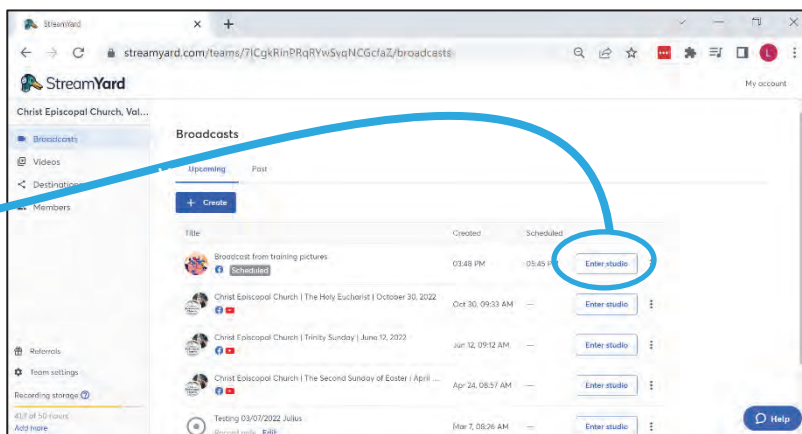 StreamYard
streamyard.com/teams/7ICgkRinPRqRYwSyqNCGcfaZ/broadcasts
L
StreamYard
My account
Christ Episcopal Church, Val...
Broadcasts
Videos
Destinations
Members
Referrals
Team settings
Recording storage
of 50 hours
Add more
Broadcasts
Upcoming Past
+ Create
Title Created Scheduled
Broadcast from training pictures 03:48 PM 05:45 PM Enter studio
Scheduled
Christ Episcopal Church | The Holy Eucharist | October 30, 2022 Oct 30, 09:33 AM — Enter studio
Christ Episcopal Church | Trinity Sunday | June 12, 2022 Jun 12, 09:12 AM — Enter studio
Christ Episcopal Church | The Second Sunday of Easter | April ... Apr 24, 08:57 AM — Enter studio
Testing 03/07/2022 Julius Mar 7, 08:26 AM — Enter studio
Record only Edit
Help